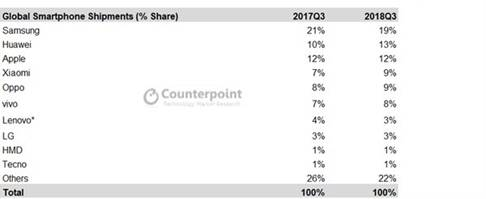 Global Smartphone Shipments (% Share) 2017Q3 2018Q3
Samsung 21% 19%
Huawei 10% 13%
Apple 12% 12%
Xiaomi 7% 9%
Oppo 8% 9%
vivo 7% 8%
Lenovo* 4% 3%
LG 3% 3%
HMD 1% 1%
Tecno 1% 1%
Others 26% 22%
Total 100% 100%
Counterpoint
Technology Market Research